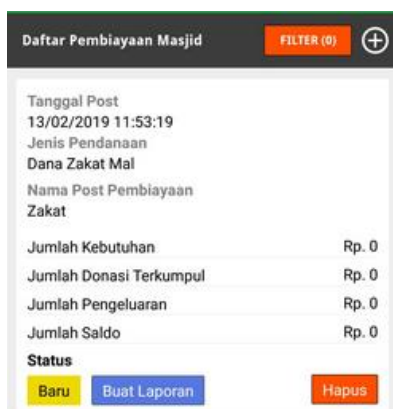 Daftar Pembiayaan Masjid FILTER (0)
Tanggal Post
13/02/2019 11:53:19
Jenis Pendanaan
Dana Zakat Mal
Nama Post Pembiayaan
Zakat
Jumlah Kebutuhan Rp. 0
Jumlah Donasi Terkumpul Rp. 0
Jumlah Pengeluaran Rp. 0
Jumlah Saldo Rp. 0
Status
Baru Buat Laporan Hapus